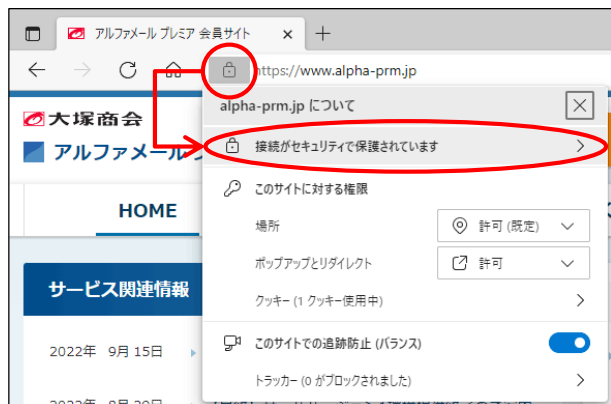 アルファメール プレミア 会員サイト
https://www.alpha-prm.jp
大塚商会
アルファメール
HOME
サービス関連情報
2022年 9月15日
alpha-prm.jp について
接続がセキュリティで保護されています
このサイトに対する権限
場所
許可 (既定)
ポップアップとリダイレクト
許可
クッキー (1 クッキー使用中)
このサイトでの追跡防止 (バランス)
トラッカー (0 がブロックされました)